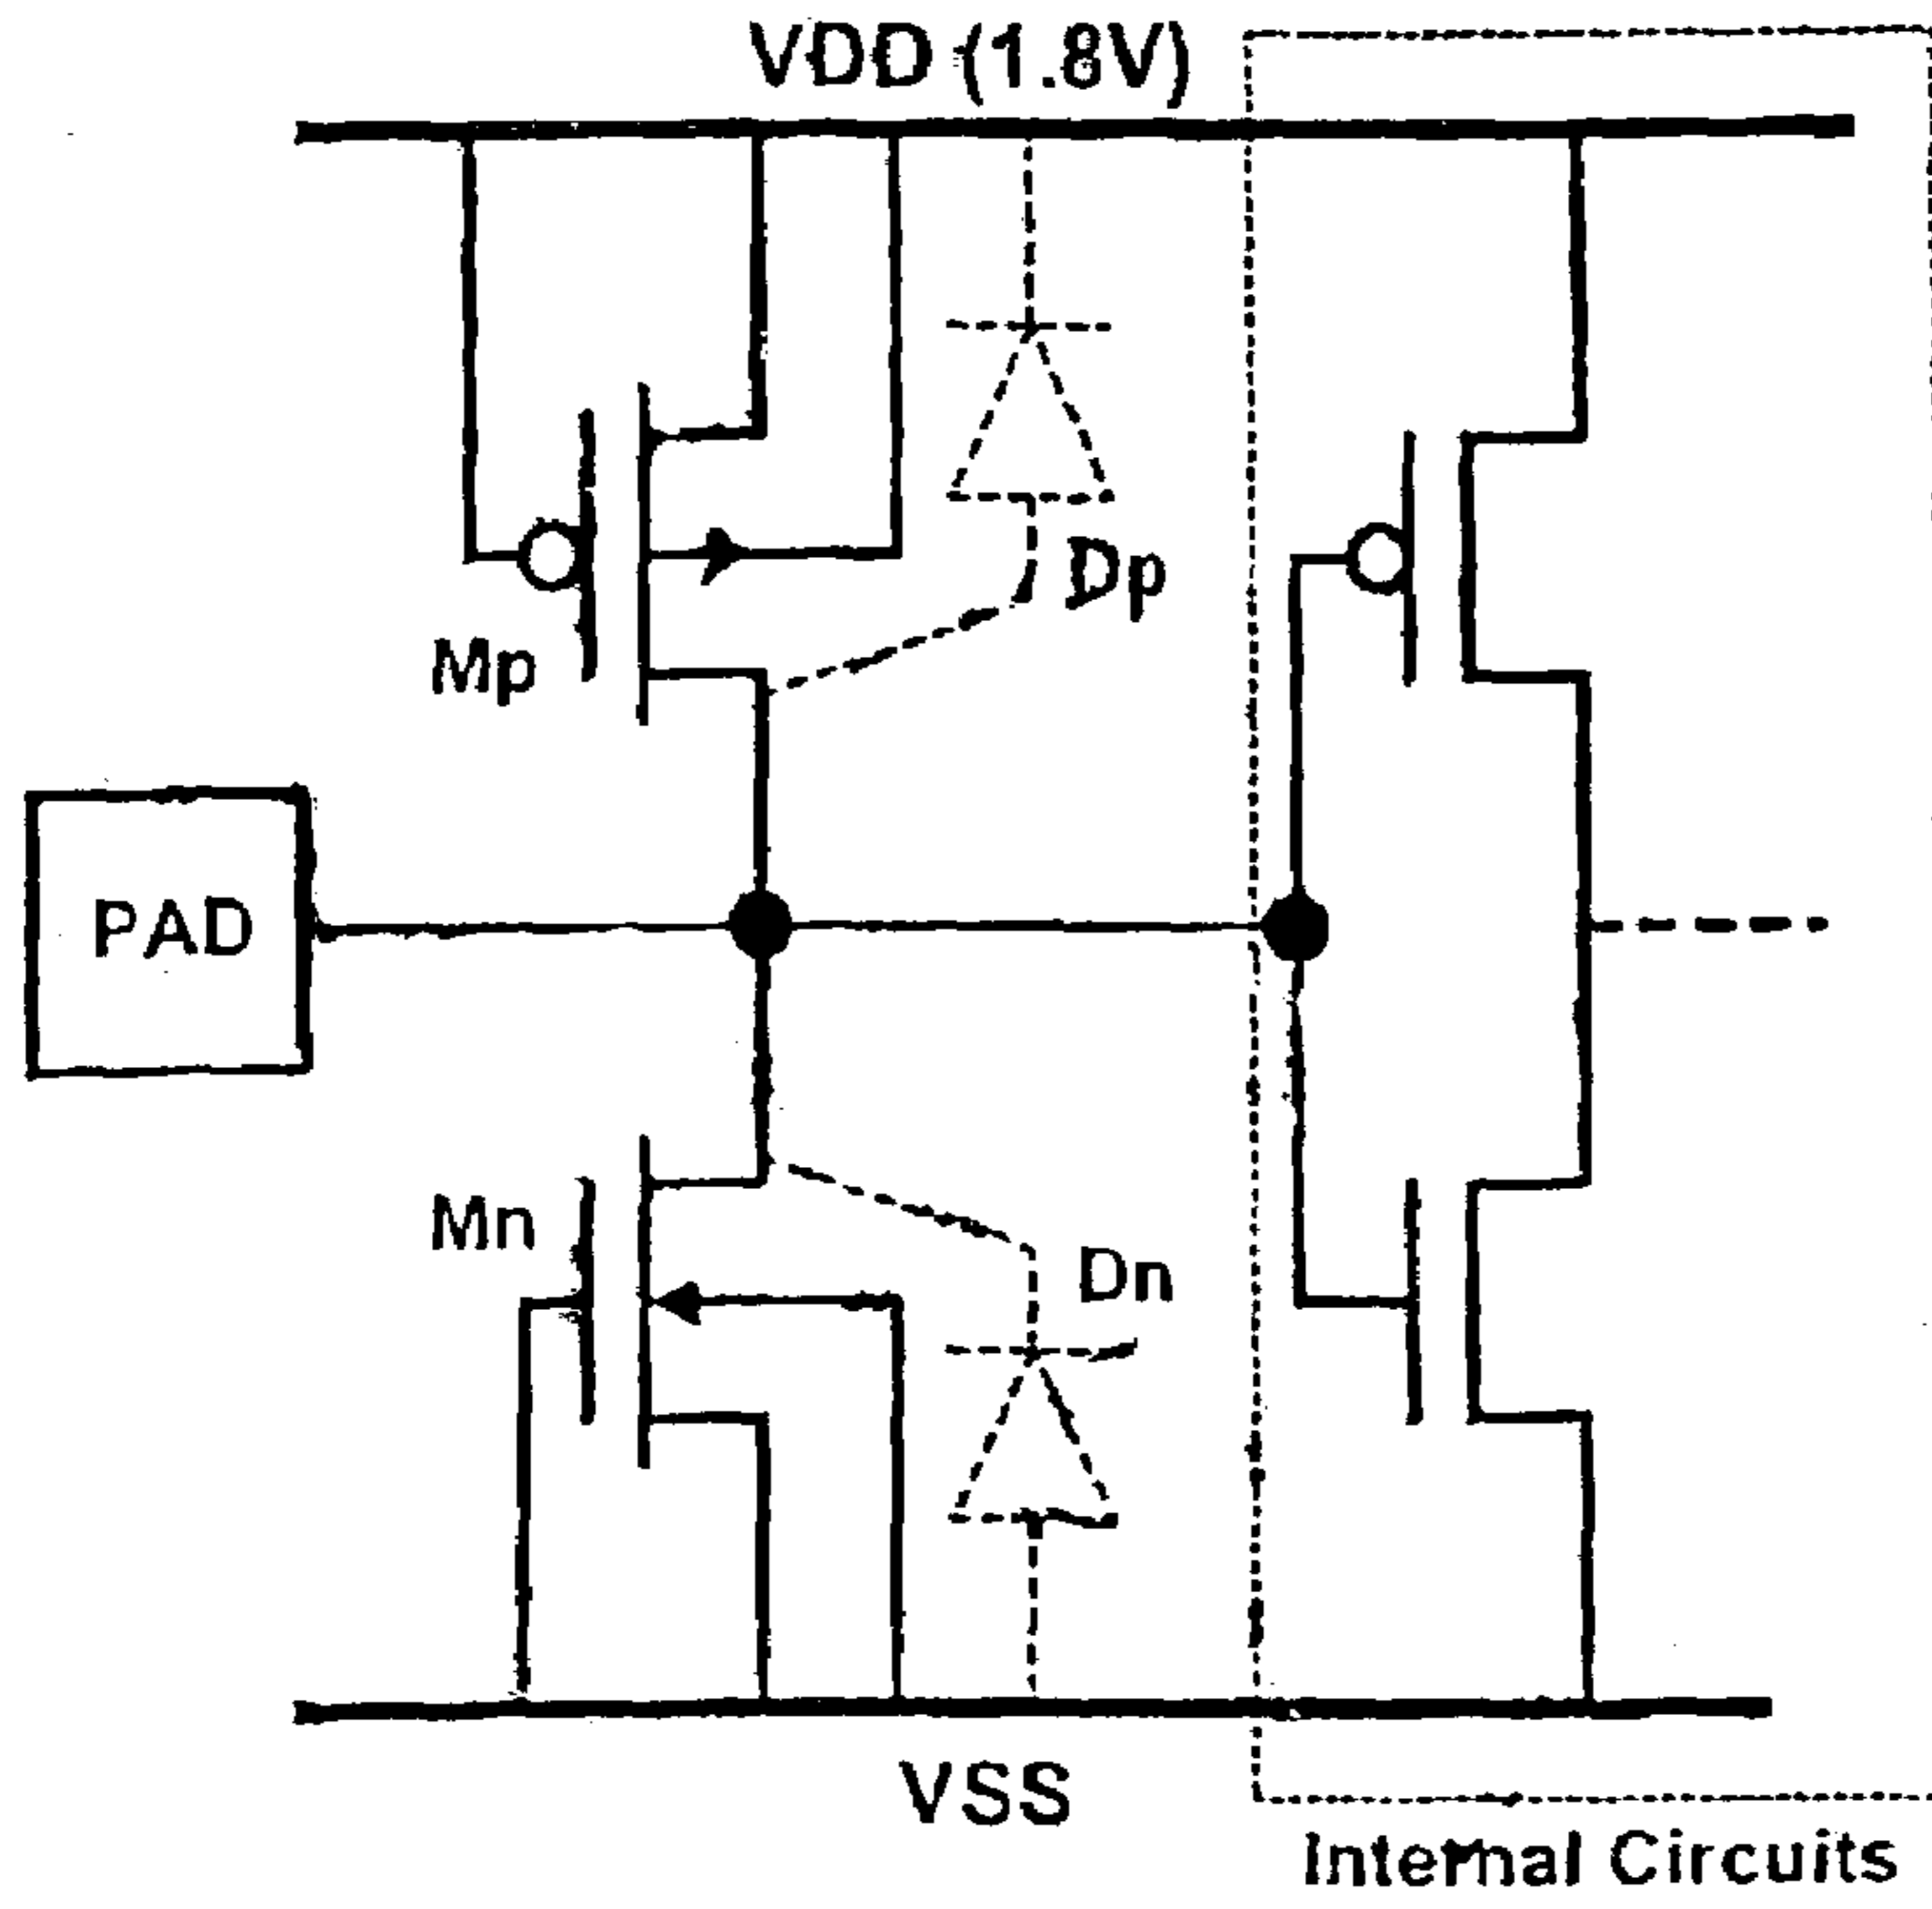 VDD (1.8V)
Dp
Mp
PAD
Mn
Dn
VSS
Internal Circuits